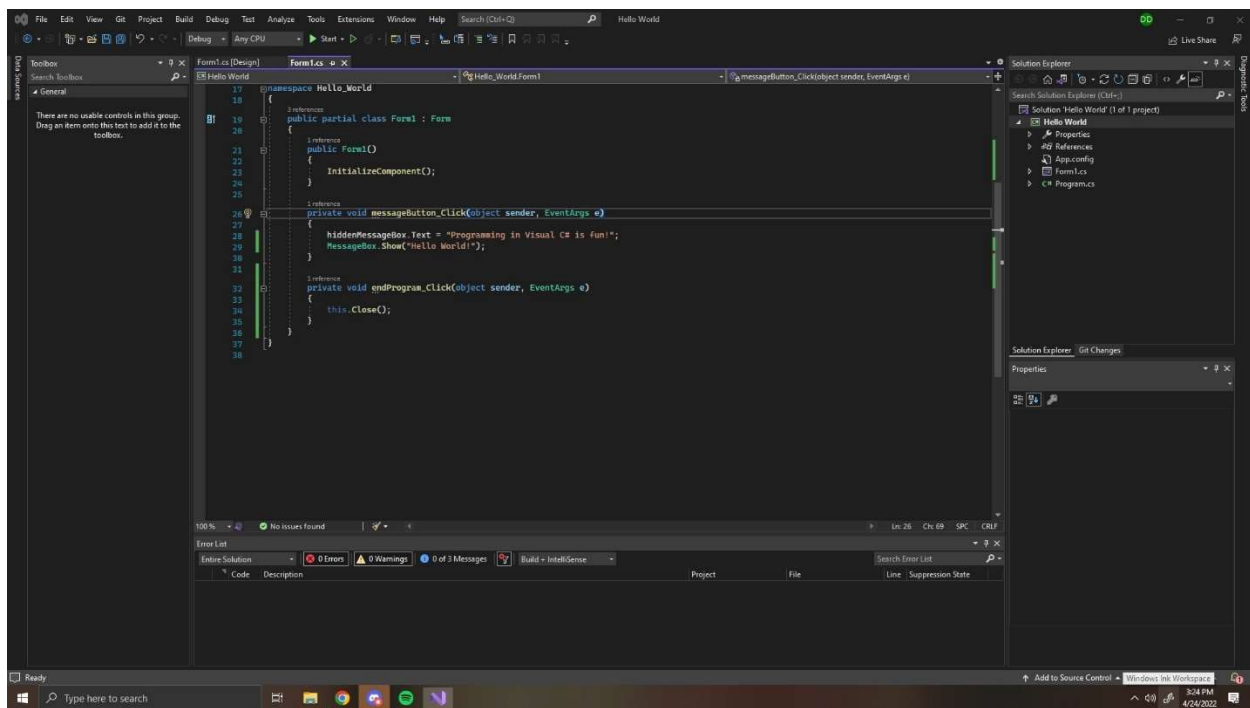 File Edit View Git Project Build Debug Test Analyze Tools Extensions Window Help Search (Ctrl+Q) Hello World DD
Debug Any CPU Start Live Share
Data Sources
Toolbox
Search Toolbox
General
There are no usable controls in this group.
Drag an item onto this text to add it to the
toolbox.
Form1.cs [Design] Form1.cs
Hello World Hello_World.Form1 messageButton_Click(object sender, EventArgs e)
17 namespace Hello_World
18 {
3 references
19 public partial class Form1 : Form
20 {
1 reference
21 public Form1()
22 {
23 InitializeComponent();
24 }
25
1 reference
26 private void messageButton_Click(object sender, EventArgs e)
27 {
28 hiddenMessageBox.Text = "Programming in Visual C# is fun!";
29 MessageBox.Show("Hello World!");
30 }
31
1 reference
32 private void endProgram_Click(object sender, EventArgs e)
33 {
34 this.Close();
35 }
36 }
37 }
38
100% No issues found Ln: 26 Ch: 69 SPC CRLF
Error List
Entire Solution 0 Errors 0 Warnings 0 of 3 Messages Build + IntelliSense Search Error List
Code Description Project File Line Suppression State
Solution Explorer
Search Solution Explorer (Ctrl+;)
Solution 'Hello World' (1 of 1 project)
C# Hello World
Properties
References
App.config
Form1.cs
C# Program.cs
Solution Explorer Git Changes
Properties
Diagnostic Tools
Ready Add to Source Control Windows Ink Workspace
Type here to search 3:24 PM
4/24/2022